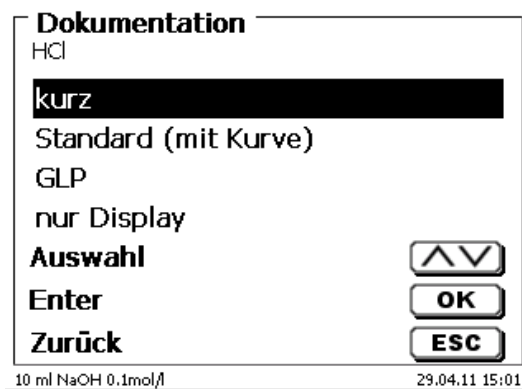 Dokumentation
HCl
kurz
Standard (mit Kurve)
GLP
nur Display
Auswahl
Enter OK
Zurück ESC
10 ml NaOH 0.1mol/l 29.04.11 15:01